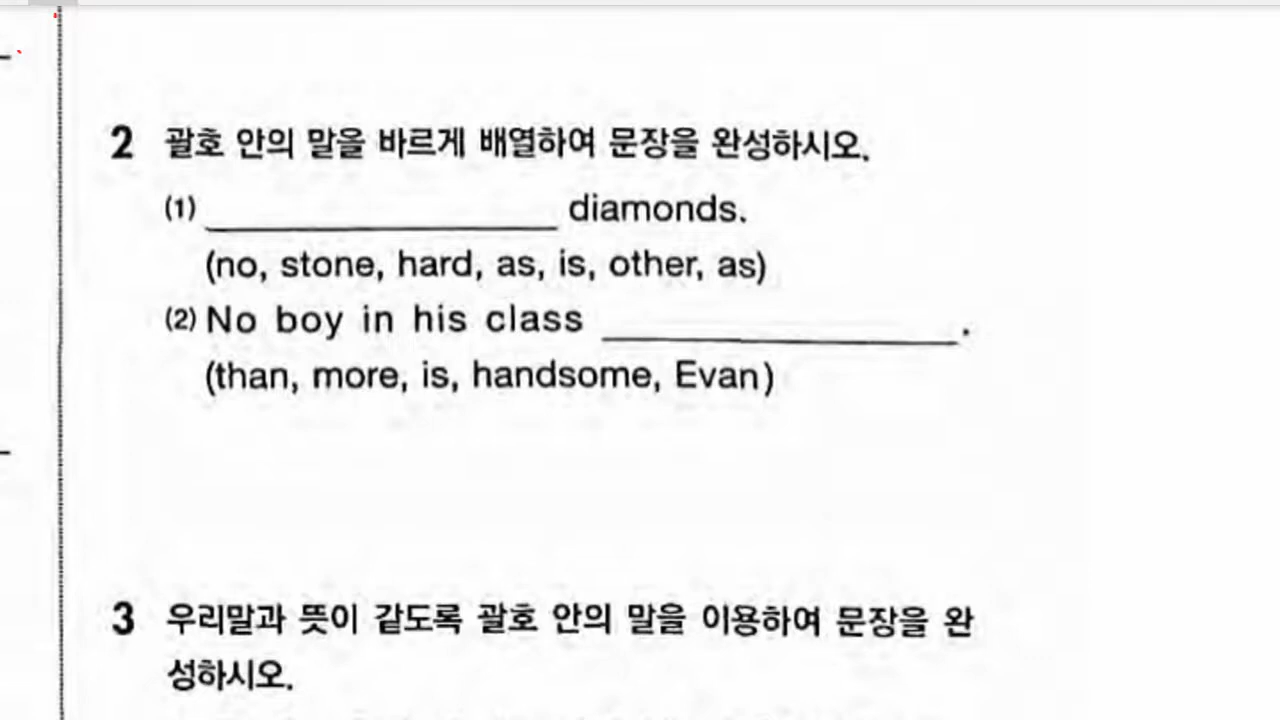 2 괄호 안의 말을 바르게 배열하여 문장을 완성하시오.
(1) ____________ diamonds.
(no, stone, hard, as, is, other, as)
(2) No boy in his class ____________.
(than, more, is, handsome, Evan)
3 우리말과 뜻이 같도록 괄호 안의 말을 이용하여 문장을 완
성하시오.